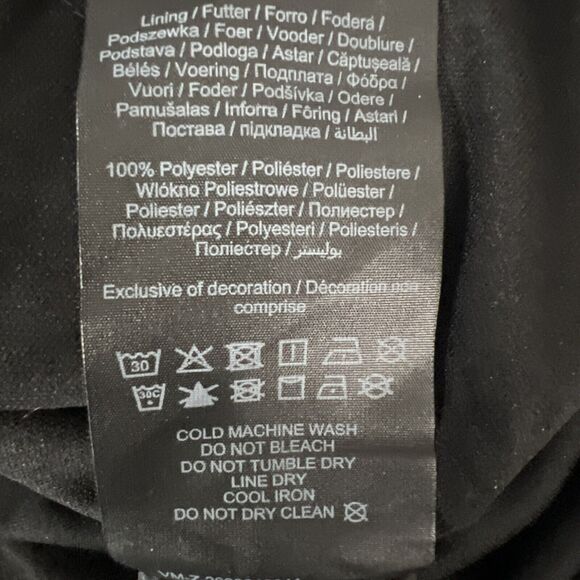 Lining / Futter / Forro / Fodera /
Podszewka / Foer / Vooder / Doublure /
Podstava / Podloga / Astar / Căptușeală /
Bélés / Voering / Подплата / Φόδρα /
Vuori / Foder / Podšívka / Odere /
Pamušalas / Inforra / Fôring / Astari /
Постава / підкладка / البطانة
100% Polyester / Poliéster / Poliestere /
Wlókno Poliestrowe / Polüester /
Poliester / Poliészter / Полиестер /
Πολυεστέρας / Polyesteri / Poliesteris /
Поліестер / بوليستر
Exclusive of decoration / Décoration non
comprise
30
30C
COLD MACHINE WASH
DO NOT BLEACH
DO NOT TUMBLE DRY
LINE DRY
COOL IRON
DO NOT DRY CLEAN